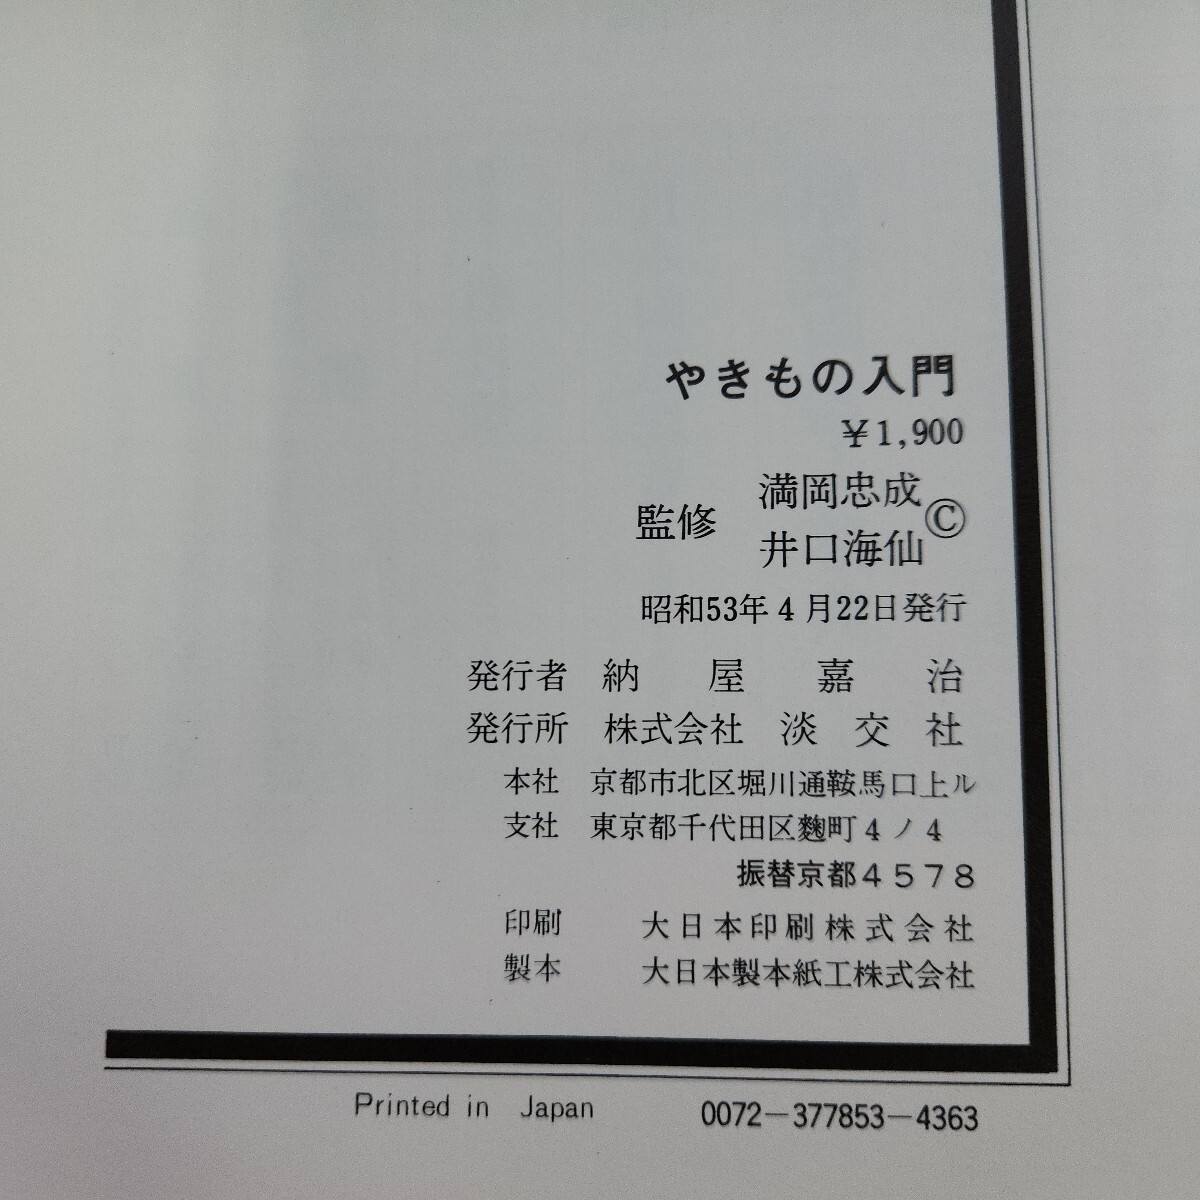 やきもの入門
¥1,900
監修 満岡忠成
井口海仙 ©
昭和53年4月22日発行
発行者 納屋嘉治
発行所 株式会社 淡交社
本社 京都市北区堀川通鞍馬口上ル
支社 東京都千代田区麴町4ノ4
振替京都4578
印刷 大日本印刷株式会社
製本 大日本製本紙工株式会社
Printed in Japan 0072-377853-4363